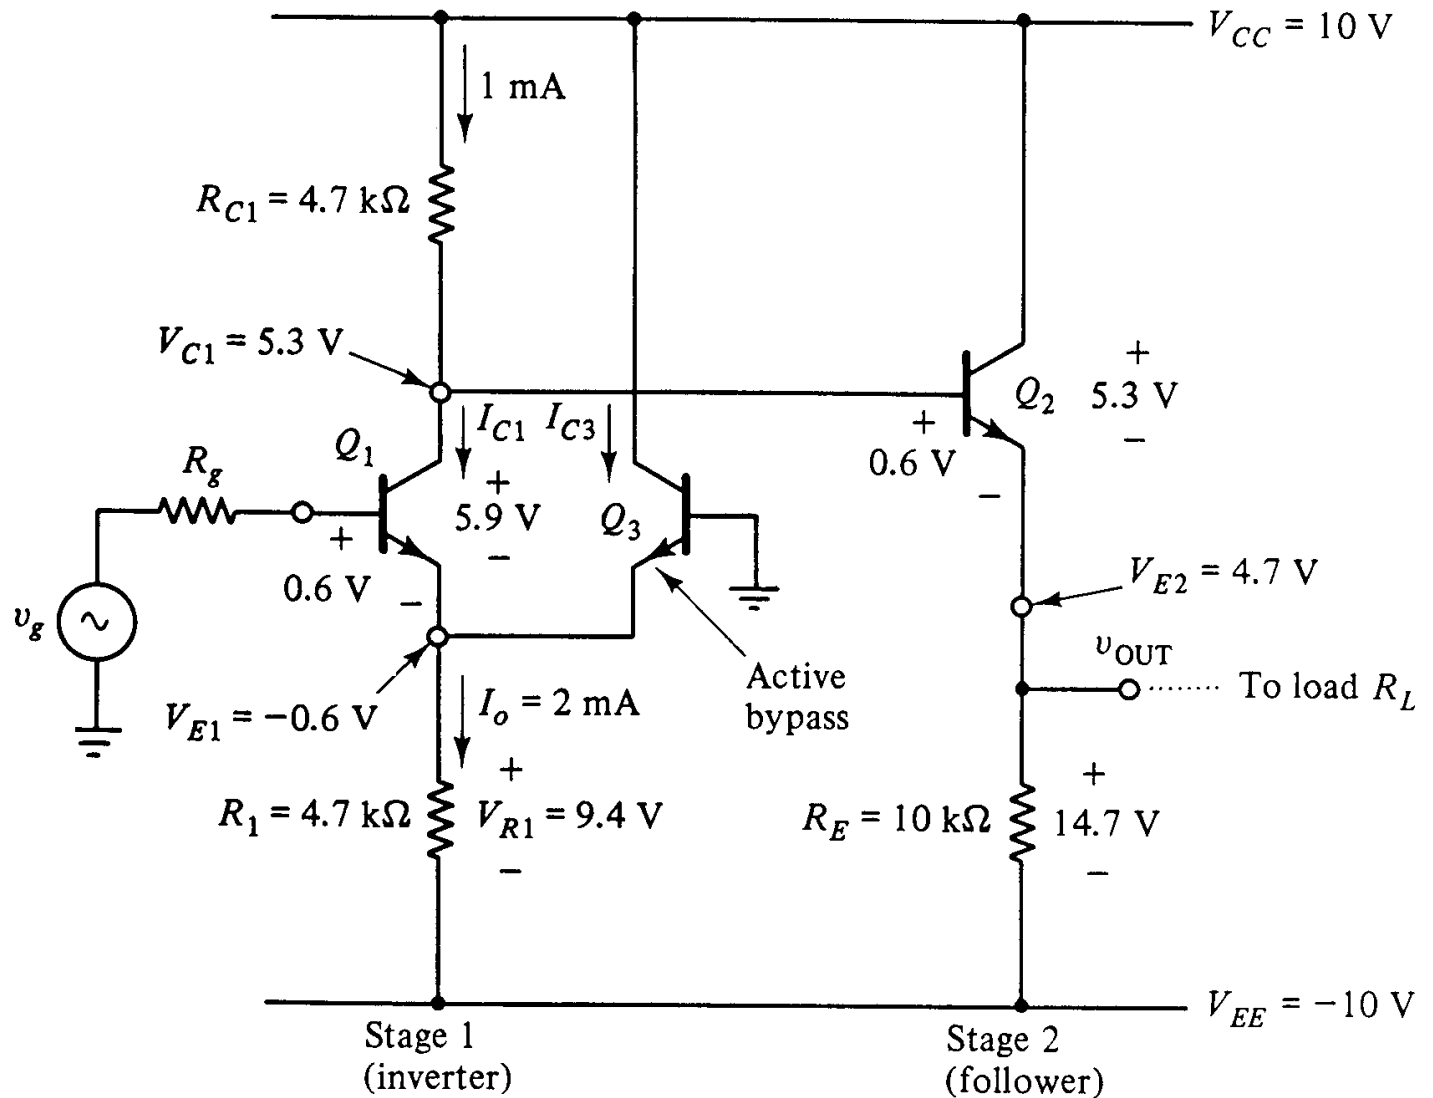 V_CC = 10 V
1 mA
R_C1 = 4.7 kΩ
V_C1 = 5.3 V
I_C1
I_C3
Q_1
Q_2
+
5.3 V
−
+
0.6 V
−
R_g
+
5.9 V
−
Q_3
+
0.6 V
−
v_g
V_E2 = 4.7 V
v_OUT
To load R_L
Active
bypass
V_E1 = −0.6 V
I_o = 2 mA
R_1 = 4.7 kΩ
+
V_R1 = 9.4 V
−
R_E = 10 kΩ
+
14.7 V
−
V_EE = −10 V
Stage 1
(inverter)
Stage 2
(follower)